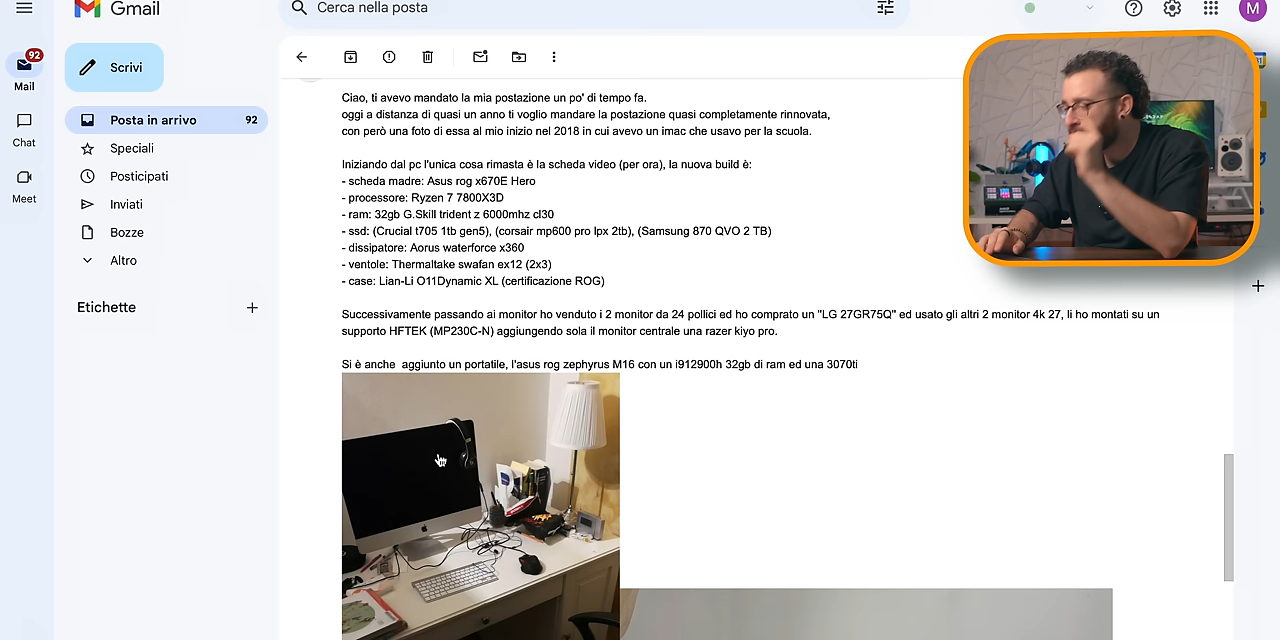 Gmail
Cerca nella posta
M
92
Mail
Chat
Meet
Scrivi
Posta in arrivo 92
Speciali
Posticipati
Inviati
Bozze
Altro
Etichette
Ciao, ti avevo mandato la mia postazione un po' di tempo fa.
oggi a distanza di quasi un anno ti voglio mandare la postazione quasi completamente rinnovata,
con però una foto di essa al mio inizio nel 2018 in cui avevo un imac che usavo per la scuola.
Iniziando dal pc l'unica cosa rimasta è la scheda video (per ora), la nuova build è:
- scheda madre: Asus rog x670E Hero
- processore: Ryzen 7 7800X3D
- ram: 32gb G.Skill trident z 6000mhz cl30
- ssd: (Crucial t705 1tb gen5), (corsair mp600 pro lpx 2tb), (Samsung 870 QVO 2 TB)
- dissipatore: Aorus waterforce x360
- ventole: Thermaltake swafan ex12 (2x3)
- case: Lian-Li O11Dynamic XL (certificazione ROG)
Successivamente passando ai monitor ho venduto i 2 monitor da 24 pollici ed ho comprato un "LG 27GR75Q" ed usato gli altri 2 monitor 4k 27, li ho montati su un
supporto HFTEK (MP230C-N) aggiungendo sola il monitor centrale una razer kiyo pro.
Si è anche  aggiunto un portatile, l'asus rog zephyrus M16 con un i912900h 32gb di ram ed una 3070ti